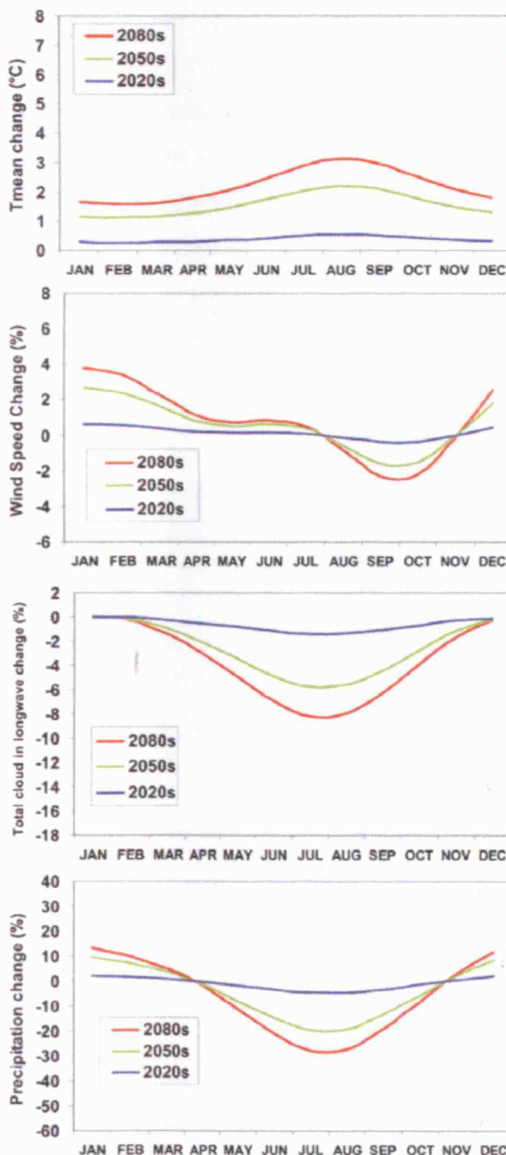 Tmean change (°C)
8
7
6
5
4
3
2
1
0
2080s
2050s
2020s
JAN FEB MAR APR MAY JUN JUL AUG SEP OCT NOV DEC
Wind Speed Change (%)
8
6
4
2
0
-2
-4
-6
2080s
2050s
2020s
JAN FEB MAR APR MAY JUN JUL AUG SEP OCT NOV DEC
Total cloud in longwave change (%)
2
0
-2
-4
-6
-8
-10
-12
-14
-16
-18
2080s
2050s
2020s
JAN FEB MAR APR MAY JUN JUL AUG SEP OCT NOV DEC
Precipitation change (%)
40
30
20
10
0
-10
-20
-30
-40
-50
-60
2080s
2050s
2020s
JAN FEB MAR APR MAY JUN JUL AUG SEP OCT NOV DEC